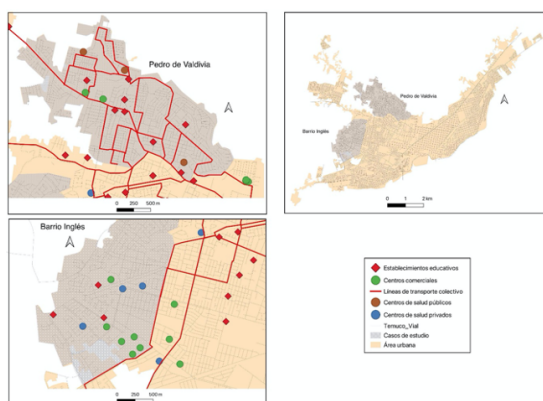 Pedro de Valdivia
0 250 500 m
Pedro de Valdivia
Barrio Inglés
0 1 2 km
Barrio Inglés
0 250 500 m
Establecimientos educativos
Centros comerciales
Líneas de transporte colectivo
Centros de salud públicos
Centros de salud privados
Temuco_Vial
Casos de estudio
Área urbana